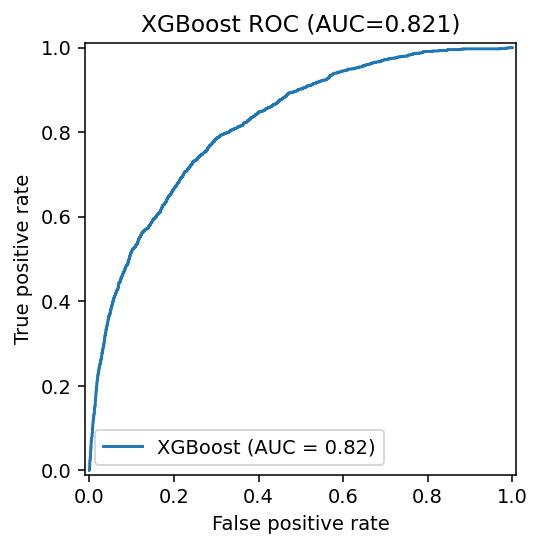 XGBoost ROC (AUC=0.821)
True positive rate
1.0
0.8
0.6
0.4
0.2
0.0
XGBoost (AUC = 0.82)
0.0 0.2 0.4 0.6 0.8 1.0
False positive rate